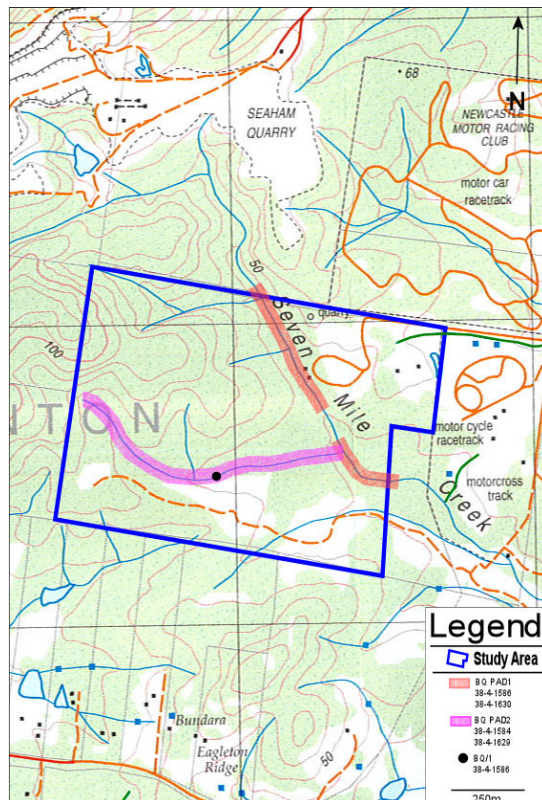 68
N
SEAHAM
QUARRY
NEWCASTLE
MOTOR RACING
CLUB
motor car
racetrack
50
quarry
Seven
Mile
Creek
100
NTON
motor cycle
racetrack
motorcross
track
Bundara
Eagleton
Ridge
50
Legend
Study Area
BQ PAD1
38-4-1586
38-4-1630
BQ PAD2
38-4-1584
38-4-1629
BQ/1
38-4-1586
250m